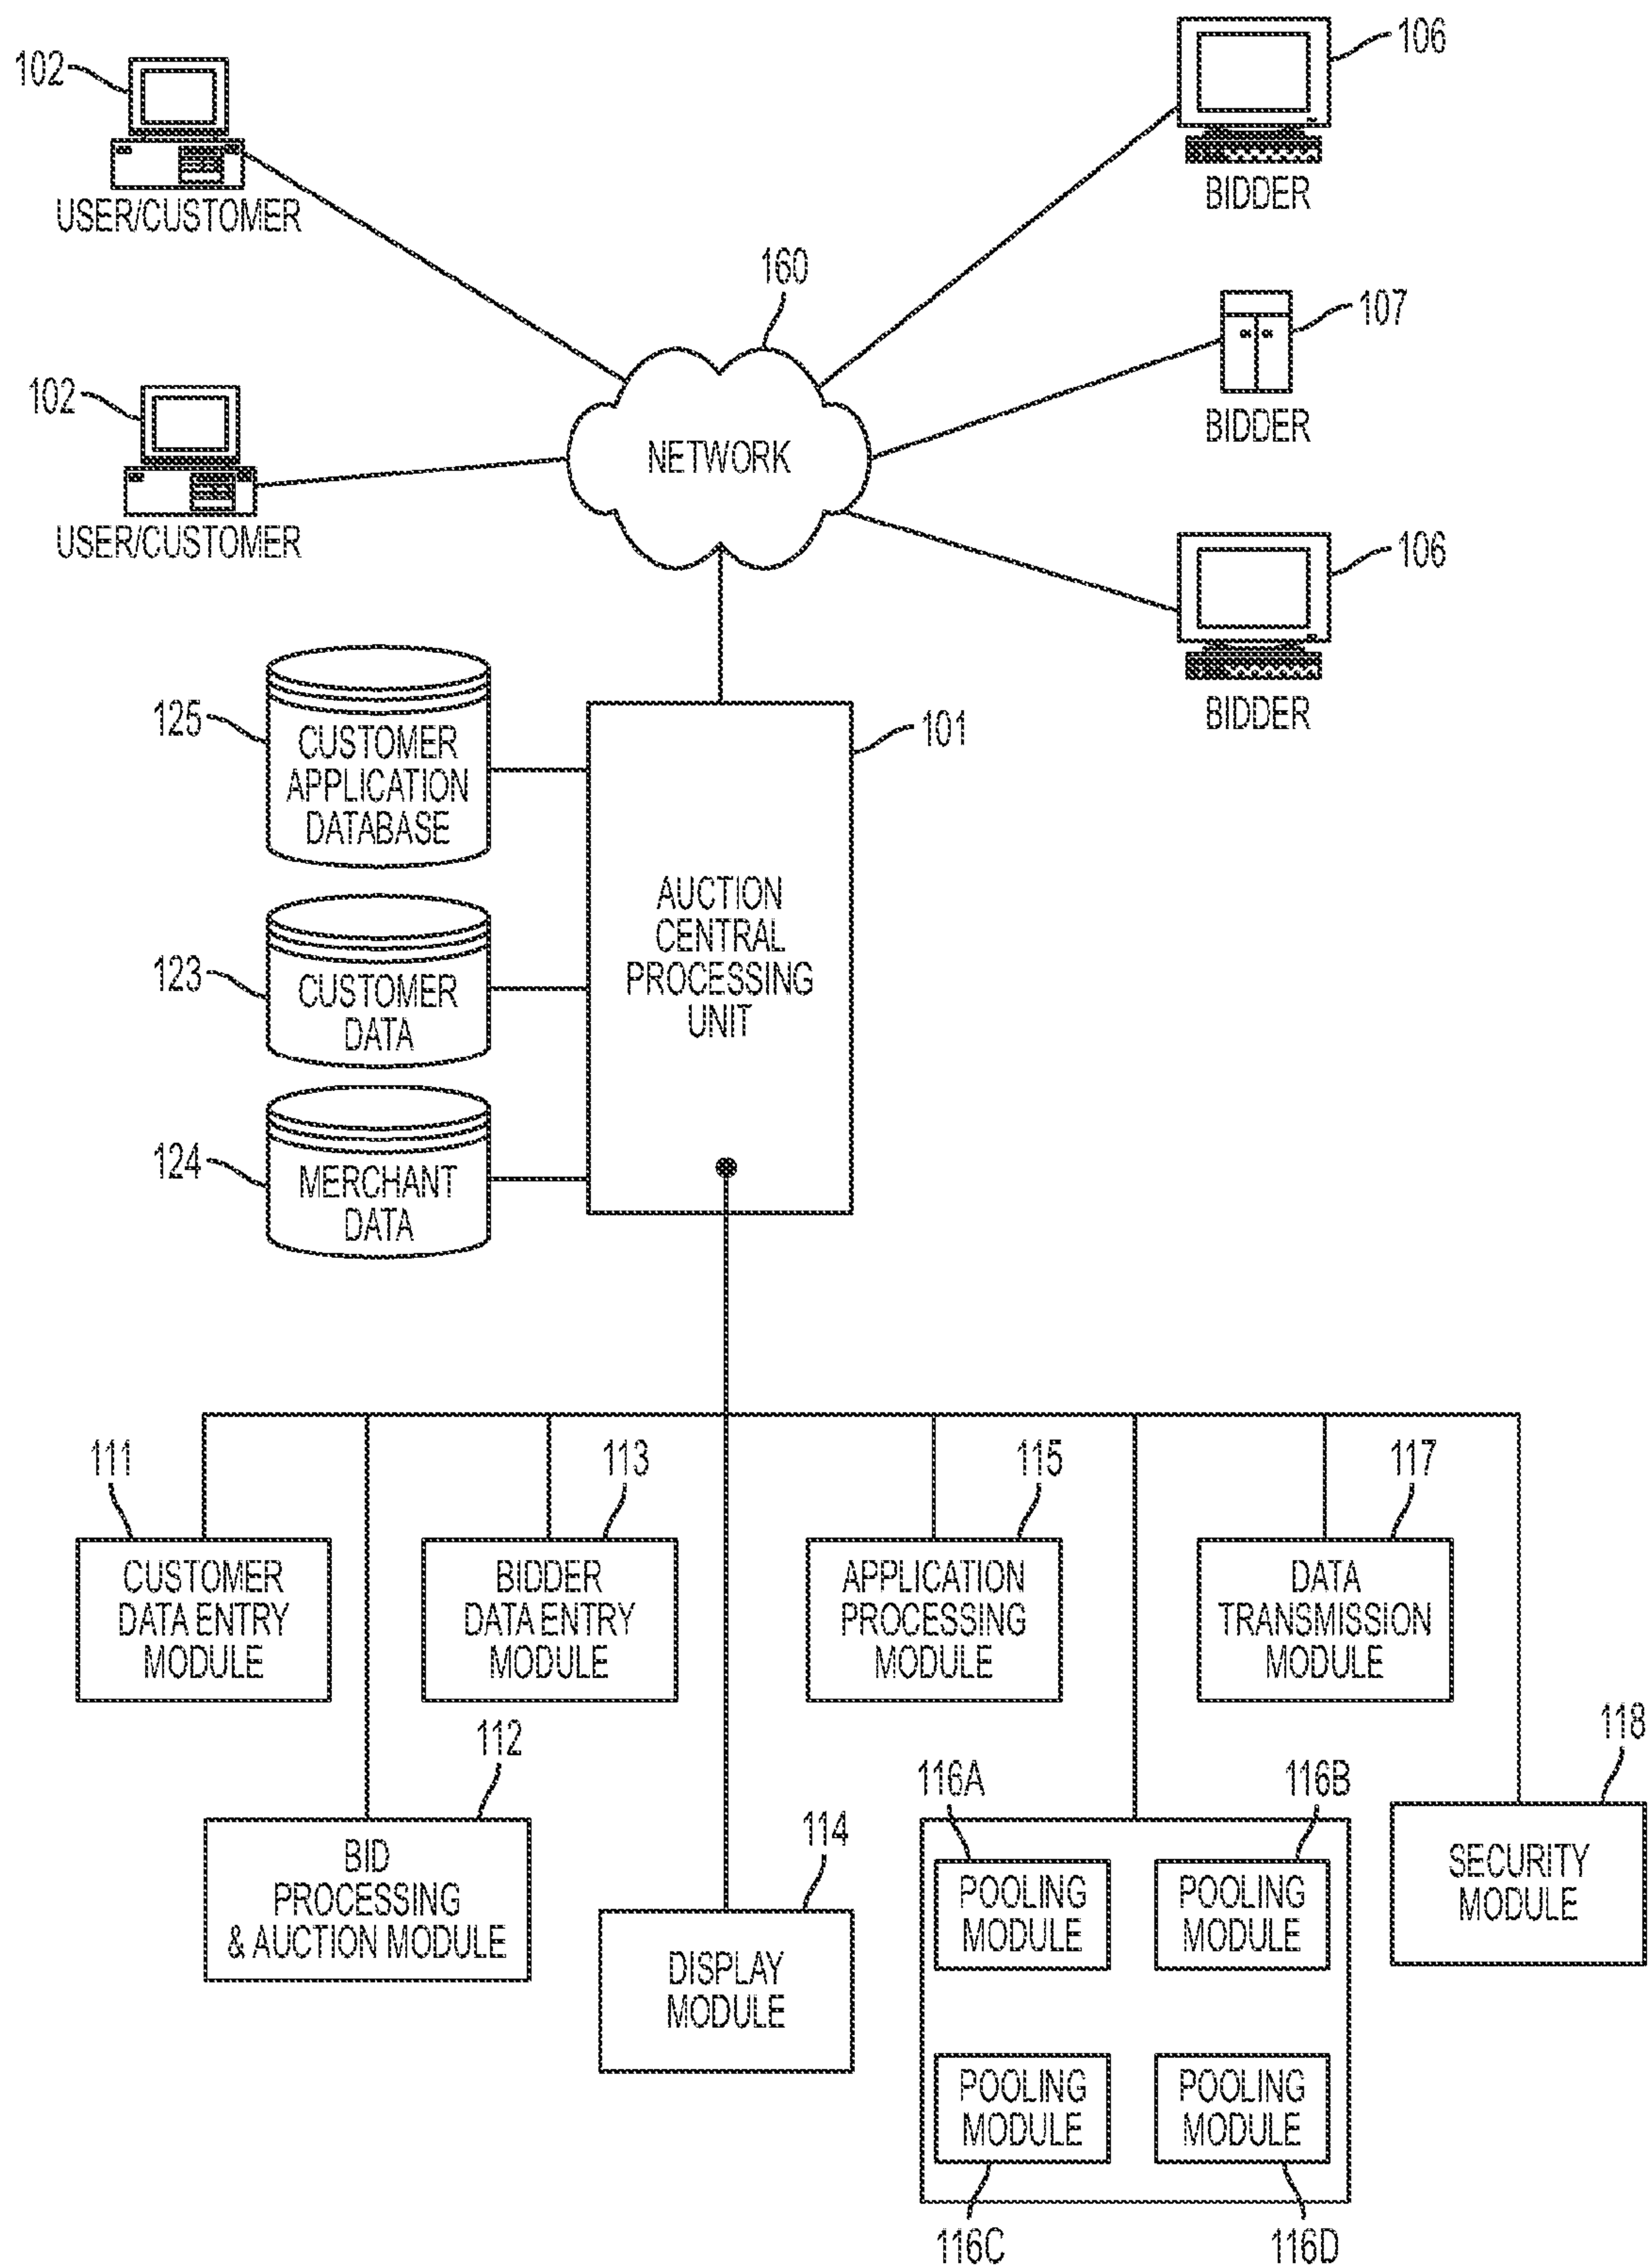 102
USER/CUSTOMER
106
BIDDER
160
107
BIDDER
102
USER/CUSTOMER
NETWORK
106
BIDDER
125
CUSTOMER
APPLICATION
DATABASE
101
AUCTION
CENTRAL
PROCESSING
UNIT
123
CUSTOMER
DATA
124
MERCHANT
DATA
111
CUSTOMER
DATA ENTRY
MODULE
113
BIDDER
DATA ENTRY
MODULE
115
APPLICATION
PROCESSING
MODULE
117
DATA
TRANSMISSION
MODULE
112
BID
PROCESSING
& AUCTION MODULE
114
DISPLAY
MODULE
116A
POOLING
MODULE
116B
POOLING
MODULE
118
SECURITY
MODULE
POOLING
MODULE
116C
POOLING
MODULE
116D